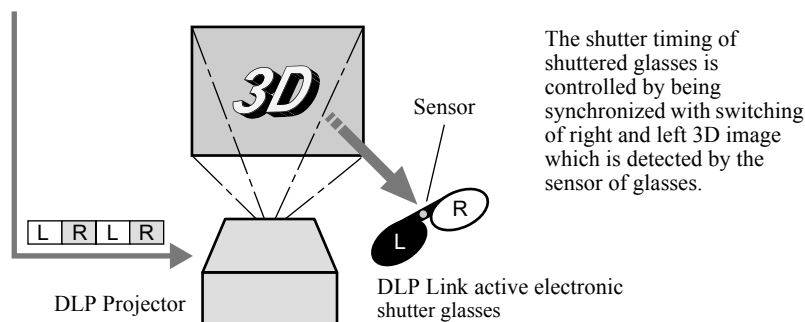 3D
The shutter timing of
shuttered glasses is
controlled by being
synchronized with switching
of right and left 3D image
which is detected by the
sensor of glasses.
Sensor
R
L
L R L R
DLP Projector
DLP Link active electronic
shutter glasses